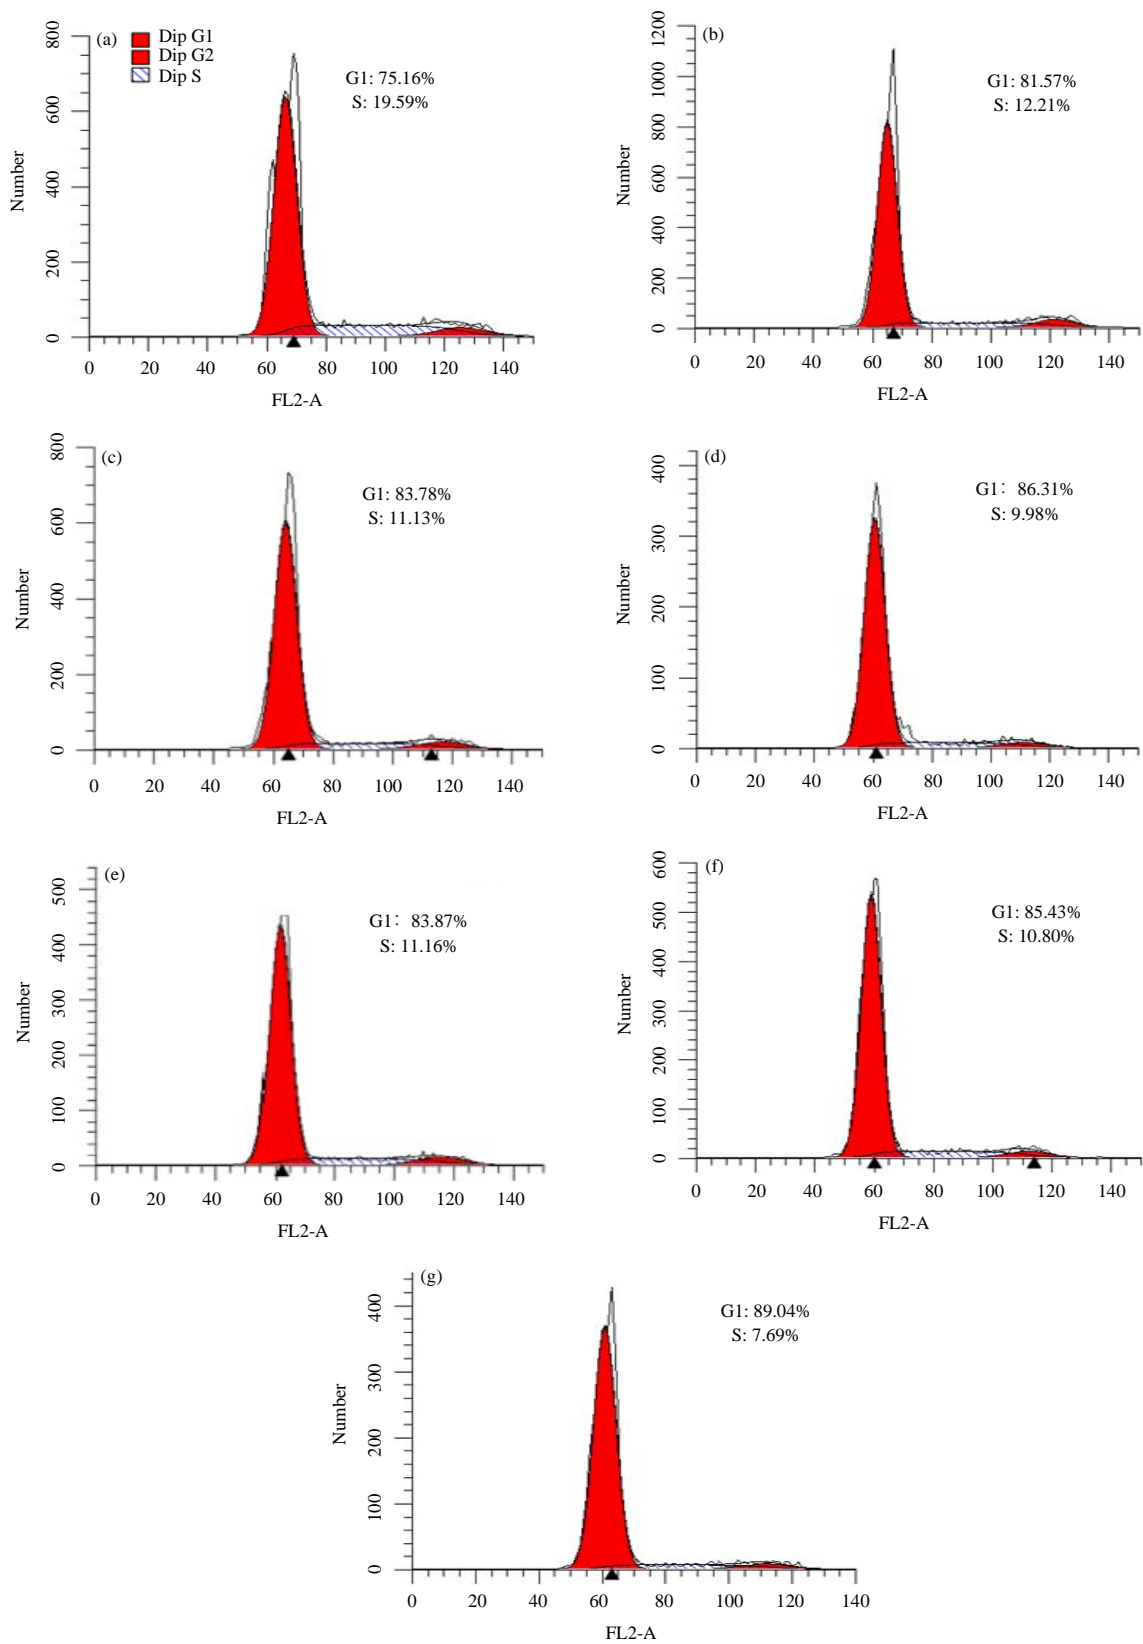 (a)
Dip G1
Dip G2
Dip S
G1: 75.16%
S: 19.59%
Number
800
600
400
200
0
0 20 40 60 80 100 120 140
FL2-A
(b)
G1: 81.57%
S: 12.21%
Number
1200
1000
800
600
400
200
0
0 20 40 60 80 100 120 140
FL2-A
(c)
G1: 83.78%
S: 11.13%
Number
800
600
400
200
0
0 20 40 60 80 100 120 140
FL2-A
(d)
G1: 86.31%
S: 9.98%
Number
400
300
200
100
0
0 20 40 60 80 100 120 140
FL2-A
(e)
G1: 83.87%
S: 11.16%
Number
500
400
300
200
100
0
0 20 40 60 80 100 120 140
FL2-A
(f)
G1: 85.43%
S: 10.80%
Number
600
500
400
300
200
100
0
0 20 40 60 80 100 120 140
FL2-A
(g)
G1: 89.04%
S: 7.69%
Number
400
300
200
100
0
0 20 40 60 80 100 120 140
FL2-A